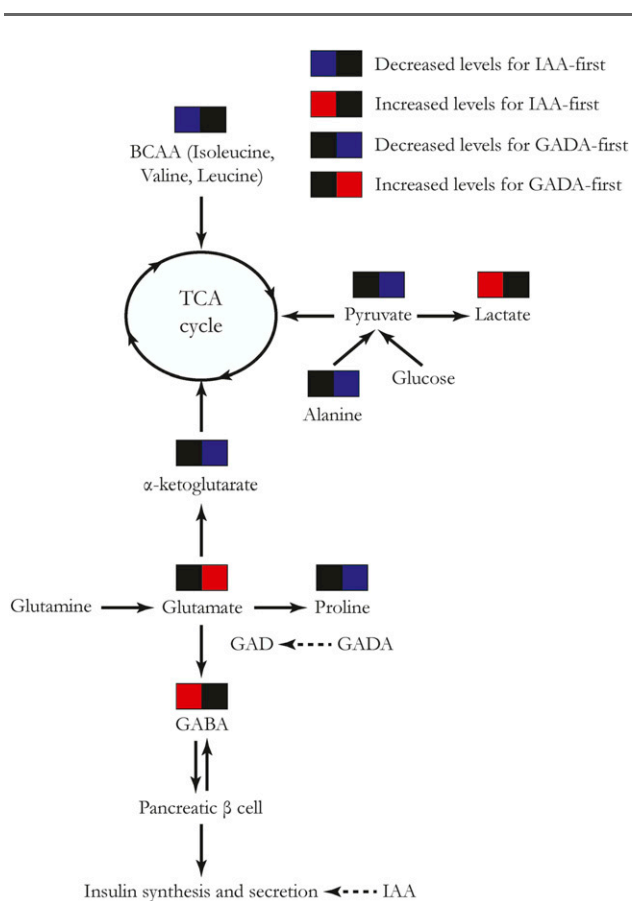 Decreased levels for IAA-first
Increased levels for IAA-first
Decreased levels for GADA-first
Increased levels for GADA-first
BCAA (Isoleucine,
Valine, Leucine)
TCA
cycle
Pyruvate
Lactate
Alanine
Glucose
α-ketoglutarate
Glutamine
Glutamate
Proline
GAD
GADA
GABA
Pancreatic β cell
Insulin synthesis and secretion
IAA